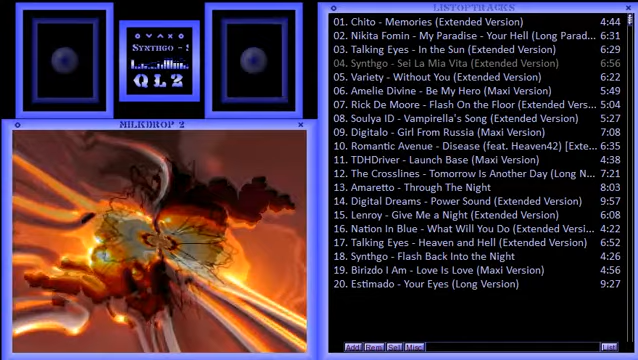 LISTOFTRACKS
SYNTHGO - S
QL2
MILKDROP 2
01. Chito - Memories (Extended Version) 4:44
02. Nikita Fomin - My Paradise - Your Hell (Long Parad... 6:31
03. Talking Eyes - In the Sun (Extended Version) 6:29
04. Synthgo - Sei La Mia Vita (Extended Version) 6:56
05. Variety - Without You (Extended Version) 6:22
06. Amelie Divine - Be My Hero (Maxi Version) 5:49
07. Rick De Moore - Flash On the Floor (Extended Vers... 5:04
08. Soulya ID - Vampirella's Song (Extended Version) 5:27
09. Digitalo - Girl From Russia (Maxi Version) 7:08
10. Romantic Avenue - Disease (feat. Heaven42) [Exte... 6:35
11. TDHDriver - Launch Base (Maxi Version) 4:38
12. The Crosslines - Tomorrow Is Another Day (Long N... 7:21
13. Amaretto - Through The Night 8:03
14. Digital Dreams - Power Sound (Extended Version) 9:57
15. Lenroy - Give Me a Night (Extended Version) 6:08
16. Nation In Blue - What Will You Do (Extended Versi... 4:22
17. Talking Eyes - Heaven and Hell (Extended Version) 6:52
18. Synthgo - Flash Back Into the Night 4:26
19. Birizdo I Am - Love Is Love (Maxi Version) 4:56
20. Estimado - Your Eyes (Long Version) 9:27
Add Rem Sel Misc List